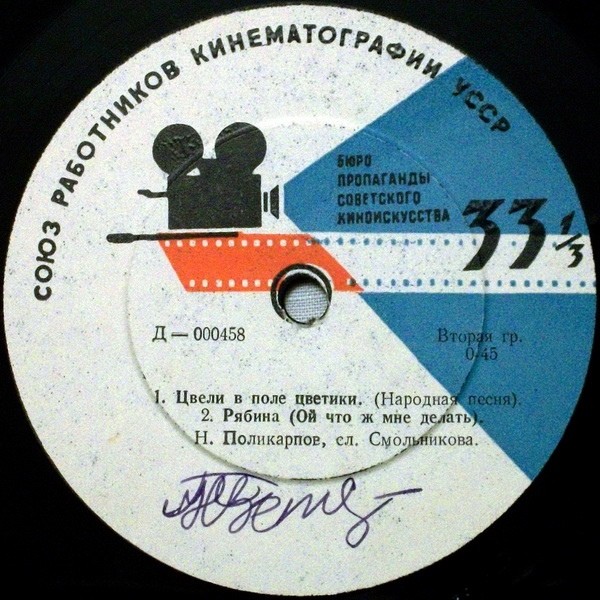 СОЮЗ РАБОТНИКОВ КИНЕМАТОГРАФИИ УССР
БЮРО
ПРОПАГАНДЫ
СОВЕТСКОГО
КИНОИСКУССТВА
33 1/3
Д — 000458
Вторая гр.
0-45
1. Цвели в поле цветики. (Народная песня).
2. Рябина (Ой что ж мне делать).
Н. Поликарпов, сл. Смольникова.